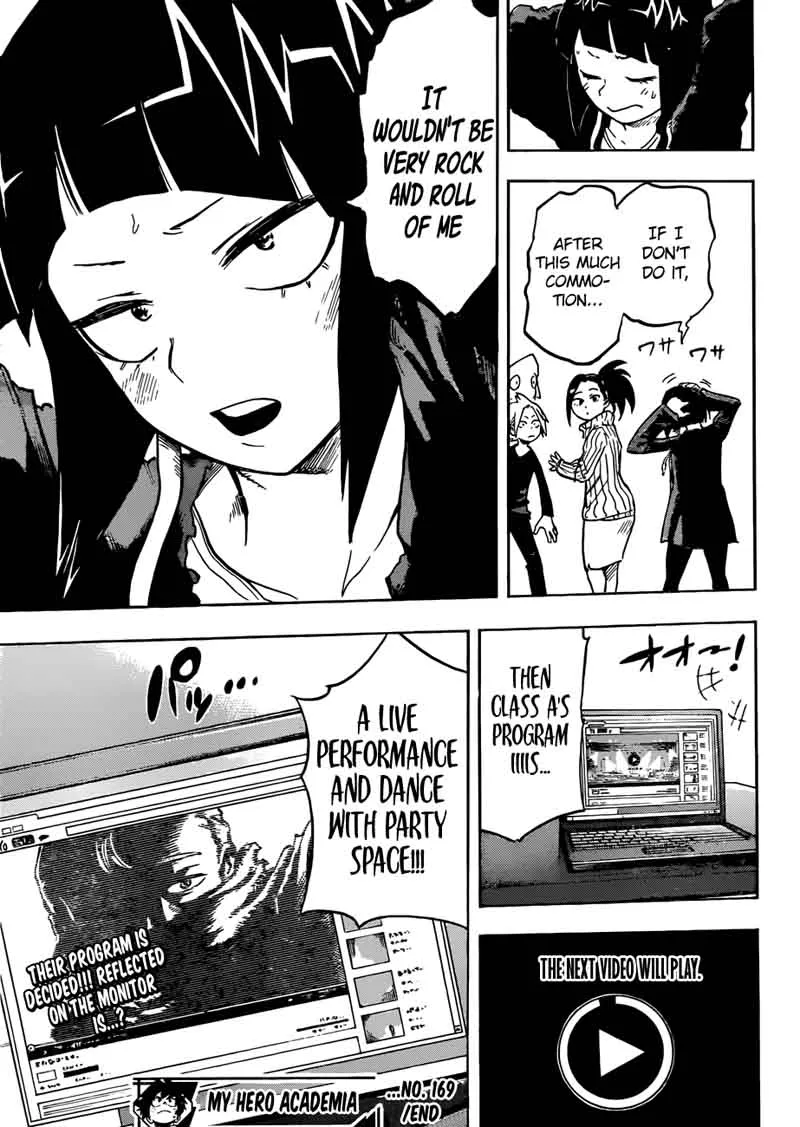 AFTER
THIS MUCH
COMMO-
TION...
IF I
DON'T
DO IT,
ワサ
ワサ
IT
WOULDN'T BE
VERY ROCK
AND ROLL
OF ME
オオ～!
THEN
CLASS A'S
PROGRAM
IIIIS...
THE NEXT VIDEO WILL PLAY.
パッ...
A LIVE
PERFORMANCE
AND DANCE
WITH PARTY
SPACE!!!
THEIR PROGRAM IS
DECIDED!!! REFLECTED
ON THE MONITOR
IS...?
MY HERO ACADEMIA
...NO. 169
/END